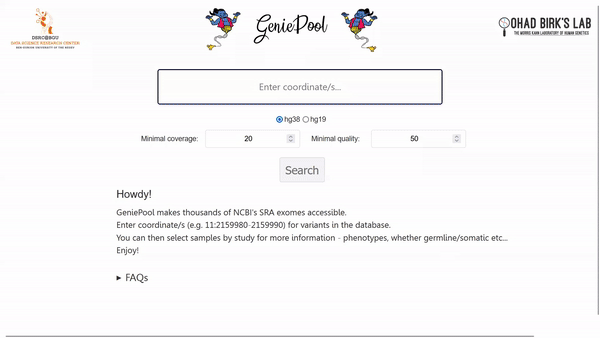 DSRC@BGU
DEAD SCIENCE RESEARCH CENTER
BEN-GURION UNIVERSITY OF THE NEGEV
GeniePool
OHAD BIRK'S LAB
THE MORRIS KAHN LABORATORY OF HUMAN GENETICS
Enter coordinate/s...
hg38 hg19
Minimal coverage: 20 Minimal quality: 50
Search
Howdy!
GeniePool makes thousands of NCBI's SRA exomes accessible.
Enter coordinate/s (e.g. 11:2159980-2159990) for variants in the database.
You can then select samples by study for more information - phenotypes, whether germline/somatic etc...
Enjoy!
▸ FAQs